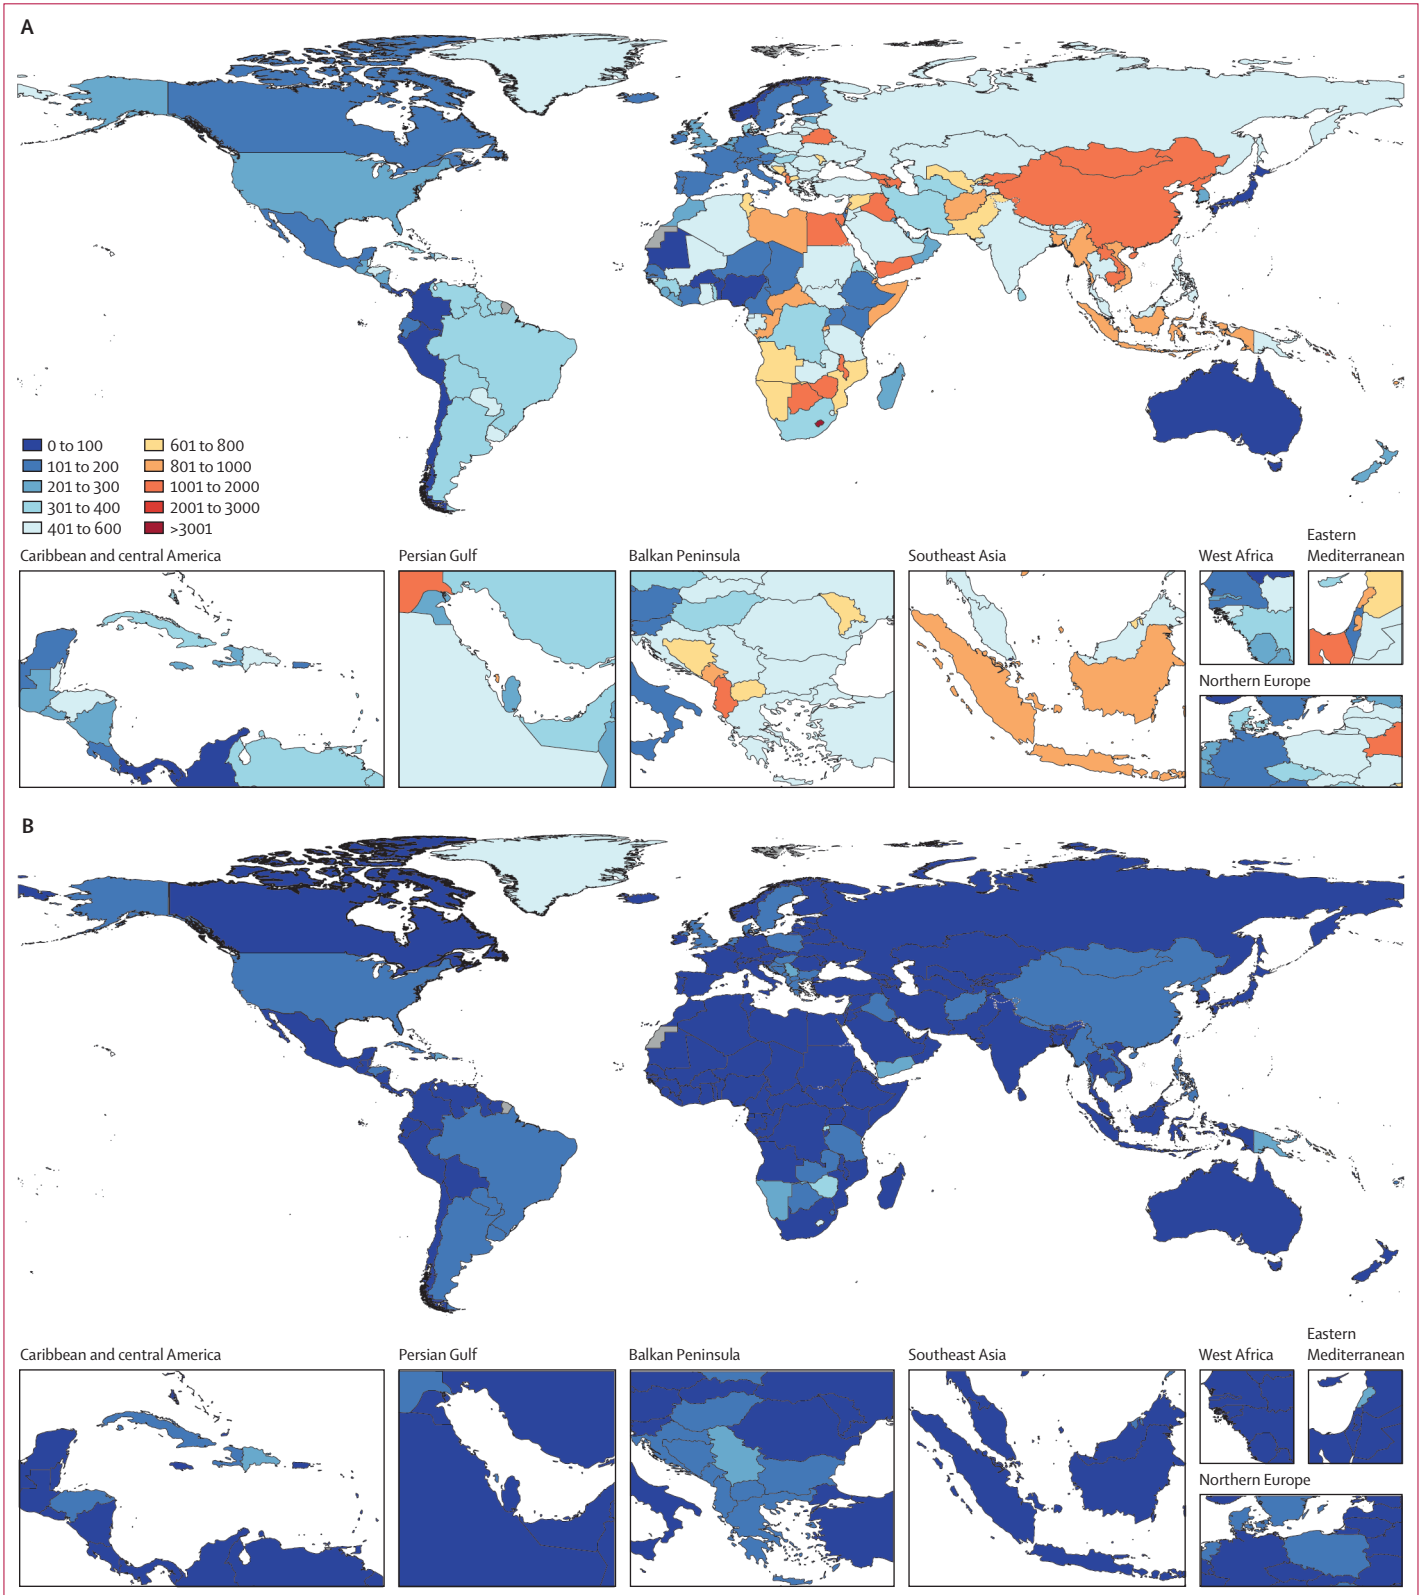 A
0 to 100
101 to 200
201 to 300
301 to 400
401 to 600
601 to 800
801 to 1000
1001 to 2000
2001 to 3000
>3001
Caribbean and central America
Persian Gulf
Balkan Peninsula
Southeast Asia
West Africa
Eastern
Mediterranean
Northern Europe
B
Caribbean and central America
Persian Gulf
Balkan Peninsula
Southeast Asia
West Africa
Eastern
Mediterranean
Northern Europe